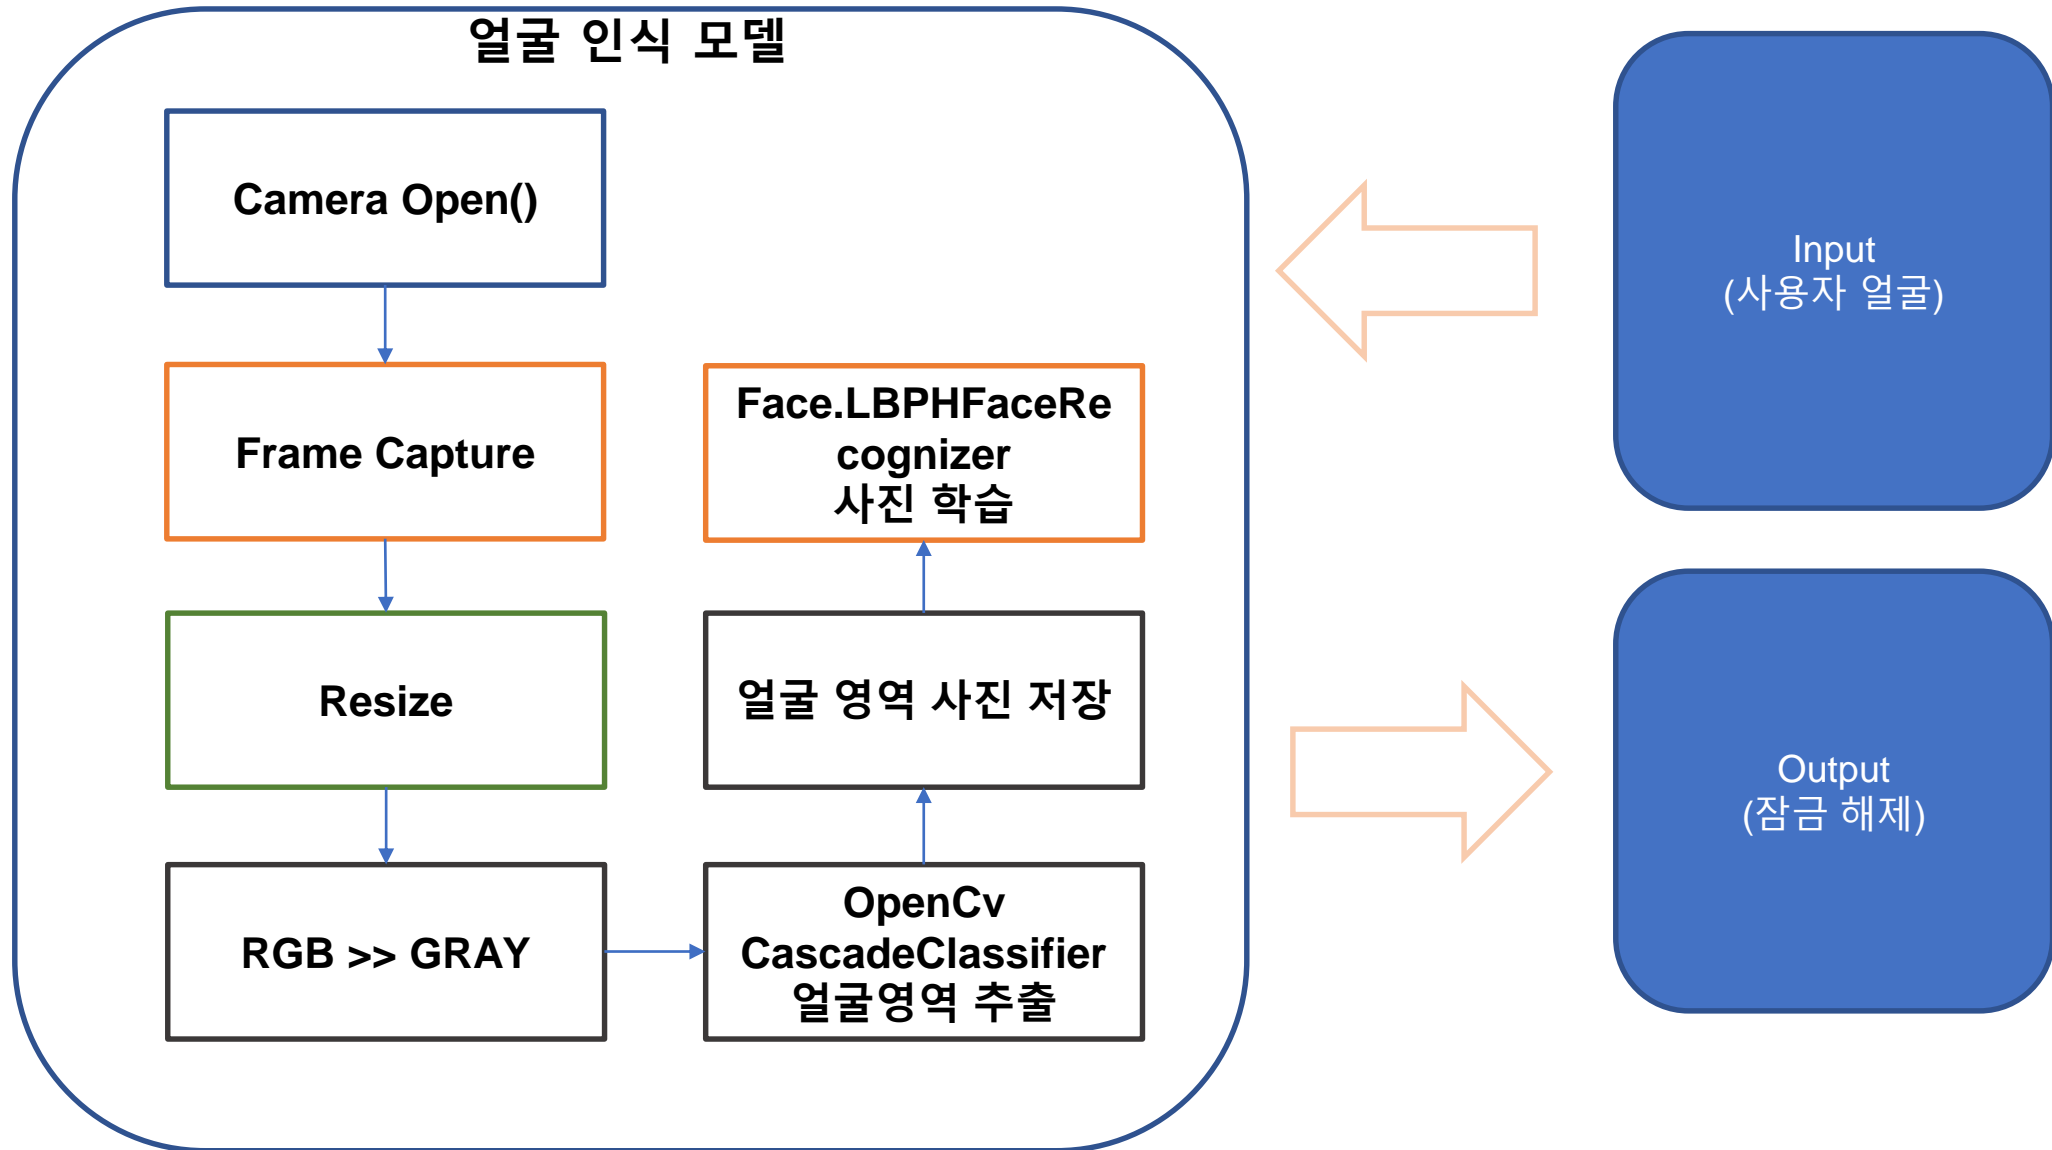 얼굴 인식 모델
Camera Open()
Frame Capture
Resize
RGB >> GRAY
OpenCv
CascadeClassifier
얼굴영역 추출
얼굴 영역 사진 저장
Face.LBPHFaceRe
cognizer
사진 학습
Input
(사용자 얼굴)
Output
(잠금 해제)